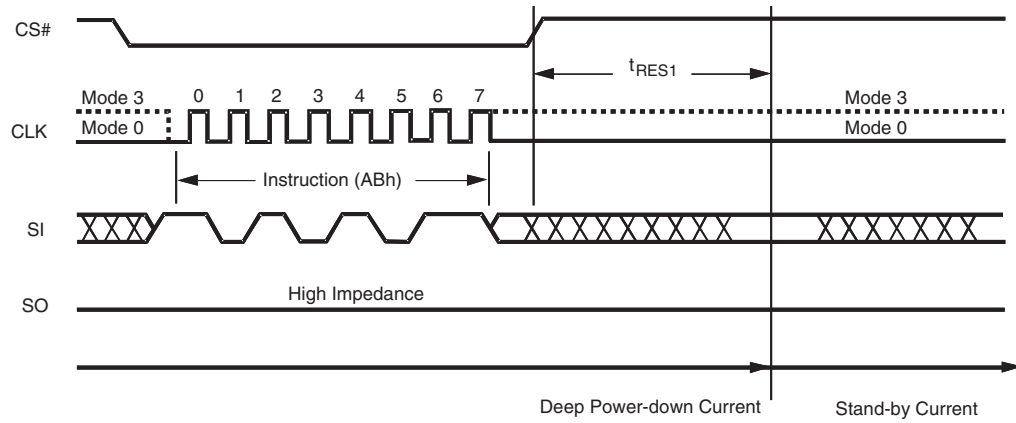 CS#
tRES1
Mode 3 0 1 2 3 4 5 6 7 Mode 3
CLK Mode 0 Mode 0
Instruction (ABh)
SI
High Impedance
SO
Deep Power-down Current Stand-by Current